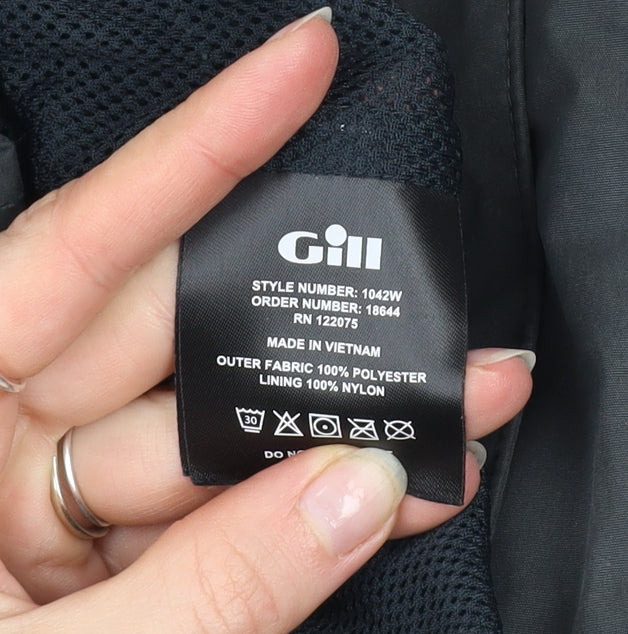 Gill
STYLE NUMBER: 1042W
ORDER NUMBER: 18644
RN 122075
MADE IN VIETNAM
OUTER FABRIC 100% POLYESTER
LINING 100% NYLON
30
DO